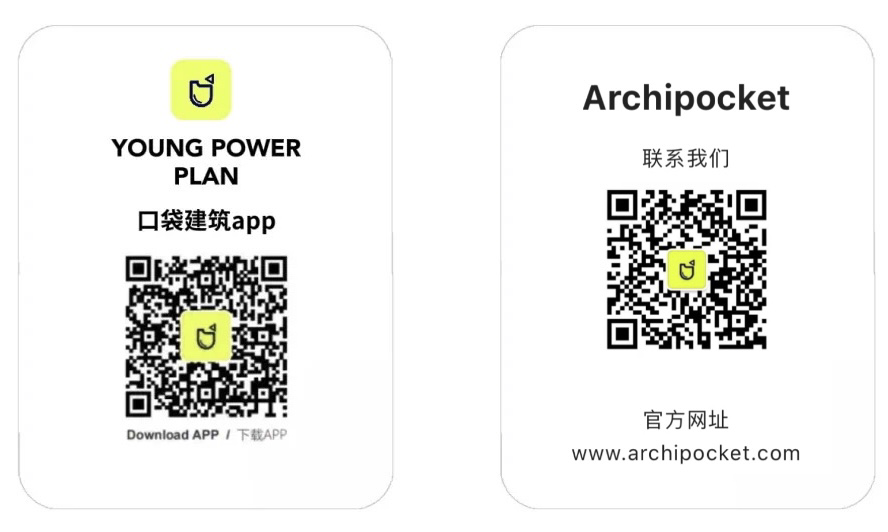 YOUNG POWER
PLAN
口袋建筑app
Download APP / 下载APP
Archipocket
联系我们
官方网址
www.archipocket.com